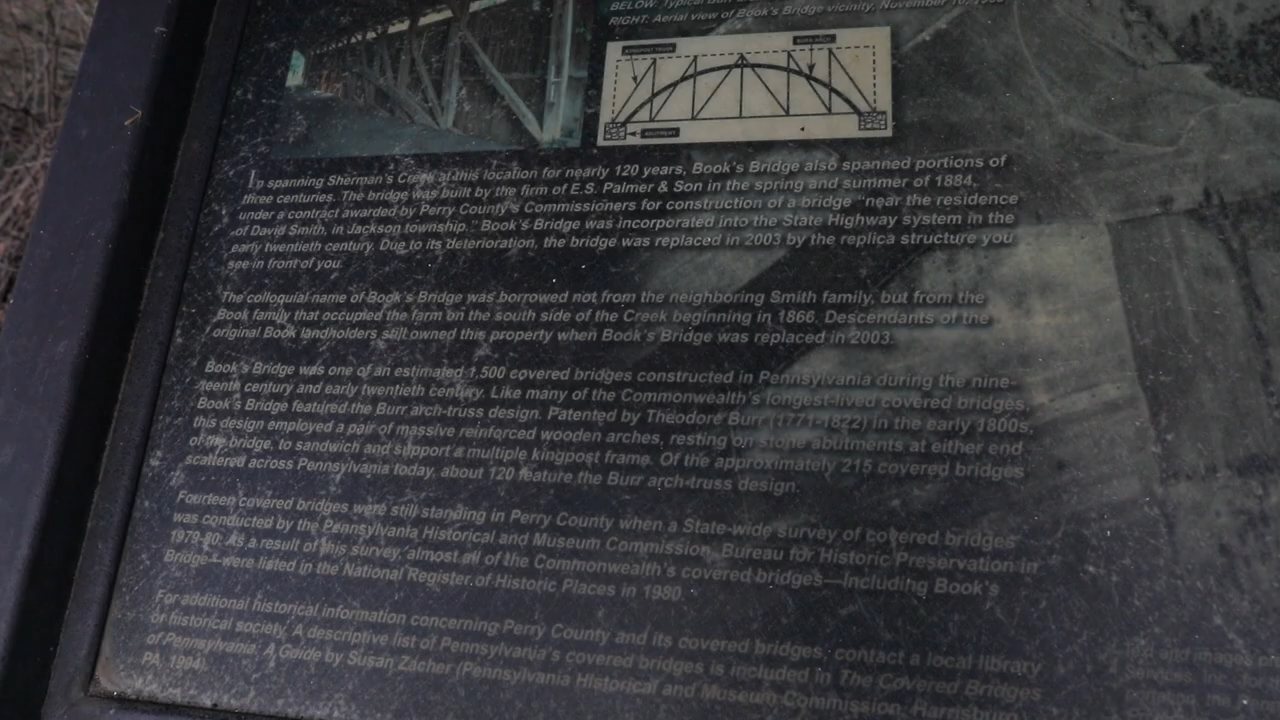 BELOW: Typical Burr
RIGHT: Aerial view of Book's Bridge vicinity, November
KINGPOST TRUSS
BURR ARCH
ABUTMENT
In spanning Sherman's Creek at this location for nearly 120 years, Book's Bridge also spanned portions of
three centuries. The bridge was built by the firm of E.S. Palmer & Son in the spring and summer of 1884,
under a contract awarded by Perry County's Commissioners for construction of a bridge "near the residence
of David Smith, in Jackson township." Book's Bridge was incorporated into the State Highway system in the
early twentieth century. Due to its deterioration, the bridge was replaced in 2003 by the replica structure you
see in front of you.
The colloquial name of Book's Bridge was borrowed not from the neighboring Smith family, but from the
Book family that occupied the farm on the south side of the Creek beginning in 1866. Descendants of the
original Book landholders still owned this property when Book's Bridge was replaced in 2003.
Book's Bridge was one of an estimated 1,500 covered bridges constructed in Pennsylvania during the nine-
teenth century and early twentieth century. Like many of the Commonwealth's longest-lived covered bridges,
Book's Bridge featured the Burr arch-truss design. Patented by Theodore Burr (1771-1822) in the early 1800s,
this design employed a pair of massive reinforced wooden arches, resting on stone abutments at either end
of the bridge, to sandwich and support a multiple kingpost frame. Of the approximately 215 covered bridges
scattered across Pennsylvania today, about 120 feature the Burr arch-truss design.
Fourteen covered bridges were still standing in Perry County when a State-wide survey of covered bridges
was conducted by the Pennsylvania Historical and Museum Commission, Bureau for Historic Preservation in
1979-80. As a result of this survey, almost all of the Commonwealth's covered bridges—including Book's
Bridge—were listed in the National Register of Historic Places in 1980.
For additional historical information concerning Perry County and its covered bridges, contact a local library
or historical society. A descriptive list of Pennsylvania's covered bridges is included in The Covered Bridges
of Pennsylvania: A Guide by Susan Zacher (Pennsylvania Historical and Museum Commission: Harrisburg,
PA, 1994).
Text and images
Services, Inc.